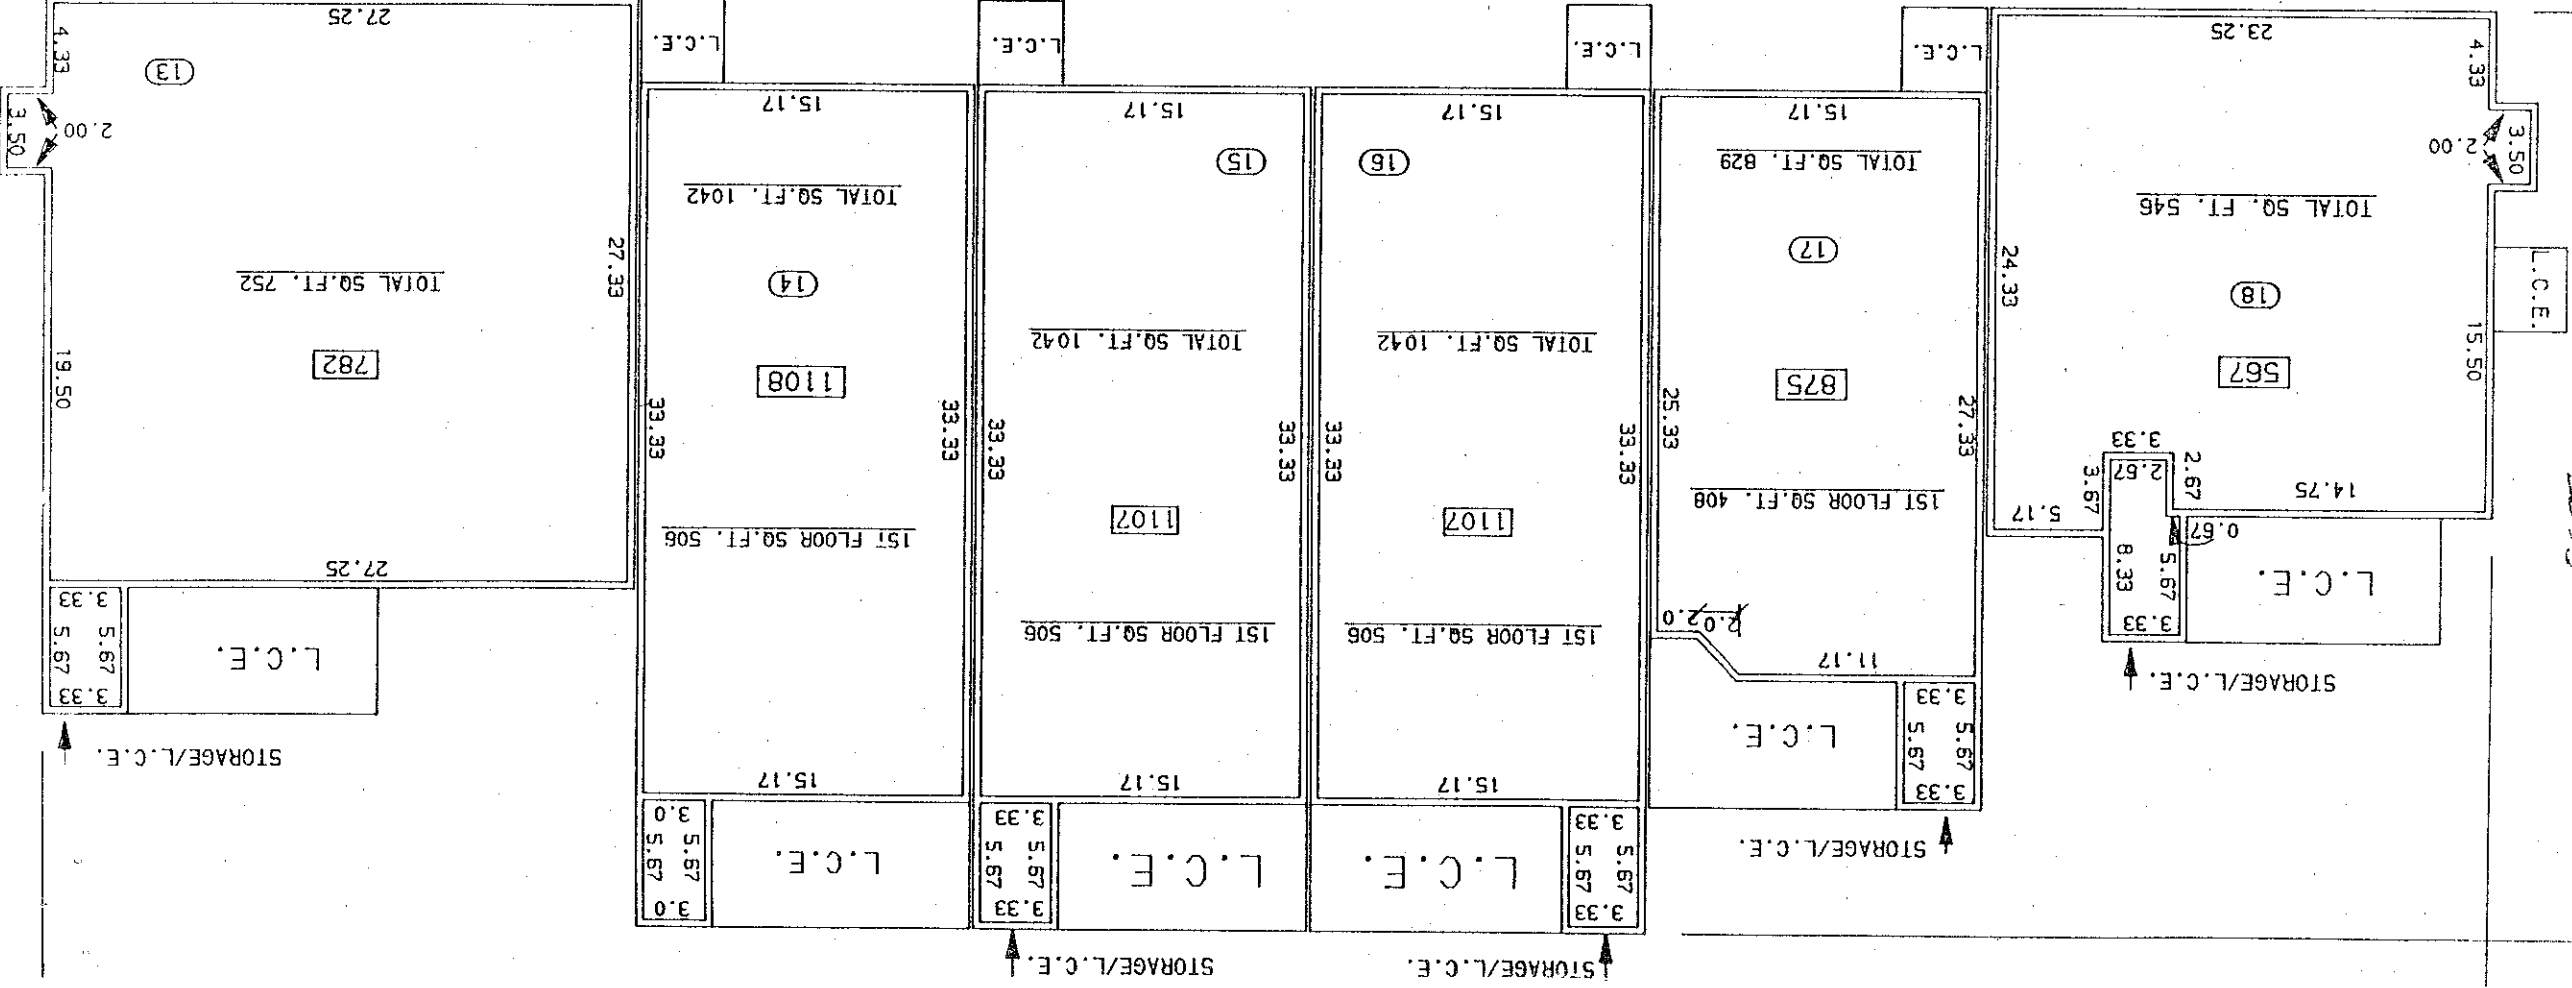 STORAGE/L.C.E.
STORAGE/L.C.E.
3.33
5.67
5.67
3.33
L.C.E.
L.C.E.
3.33
5.67
5.67
3.33
L.C.E.
3.0
5.67
5.67
3.0
STORAGE/L.C.E.
3.33
5.67
5.67
3.33
L.C.E.
STORAGE/L.C.E.
STORAGE/L.C.E.
3.33
5.67
5.67
3.33
L.C.E.
3.33
5.67
8.33
0.67
L.C.E.
14.75
2.67
2.67
3.33
3.67
5.17
15.50
24.33
567
18
TOTAL SQ. FT. 546
L.C.E.
3.50
2.00
4.33
23.25
11.17
2.0
2.0
1ST FLOOR SQ.FT. 408
27.33
25.33
875
17
TOTAL SQ.FT. 829
15.17
L.C.E.
15.17
1ST FLOOR SQ.FT. 506
1107
33.33
33.33
TOTAL SQ.FT. 1042
16
15.17
L.C.E.
15.17
1ST FLOOR SQ.FT. 506
1107
33.33
33.33
TOTAL SQ.FT. 1042
15
15.17
L.C.E.
15.17
1ST FLOOR SQ.FT. 506
33.33
33.33
1108
14
TOTAL SQ.FT. 1042
15.17
L.C.E.
27.25
19.50
27.33
782
TOTAL SQ.FT. 752
3.50
2.00
13
4.33
27.25